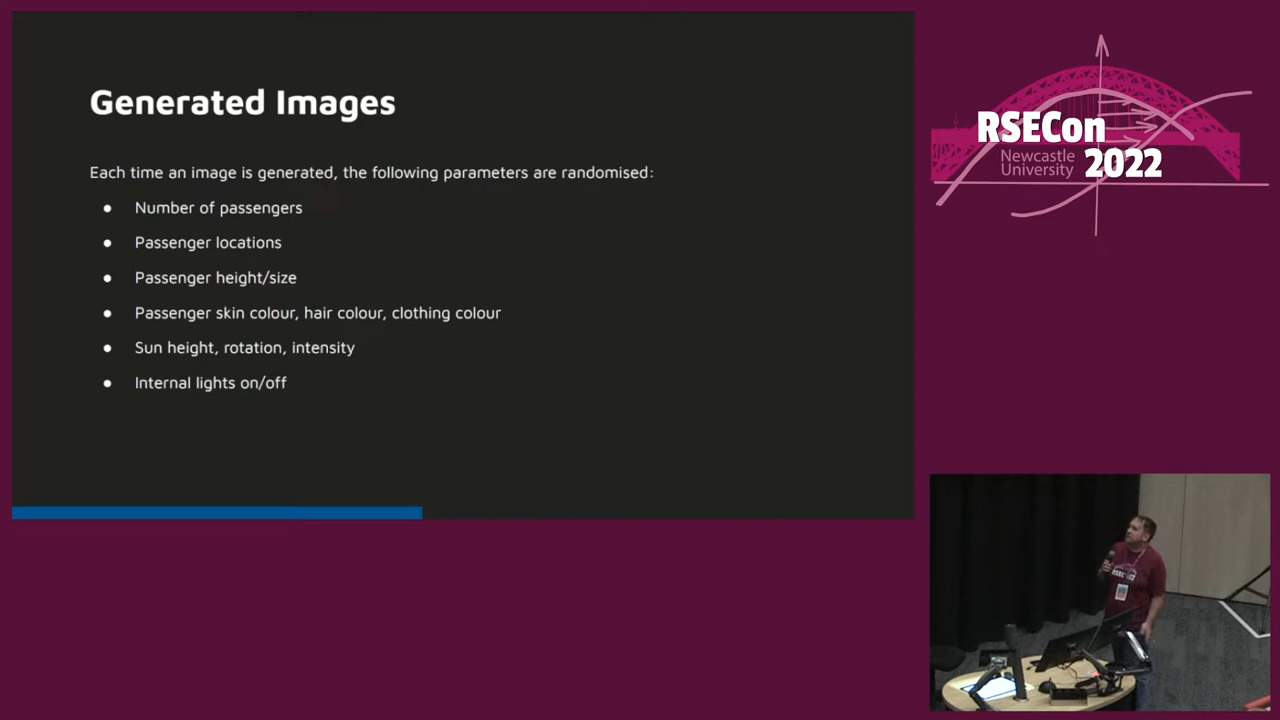 Generated Images
Each time an image is generated, the following parameters are randomised:
● Number of passengers
● Passenger locations
● Passenger height/size
● Passenger skin colour, hair colour, clothing colour
● Sun height, rotation, intensity
● Internal lights on/off
RSECon
Newcastle
University
2022